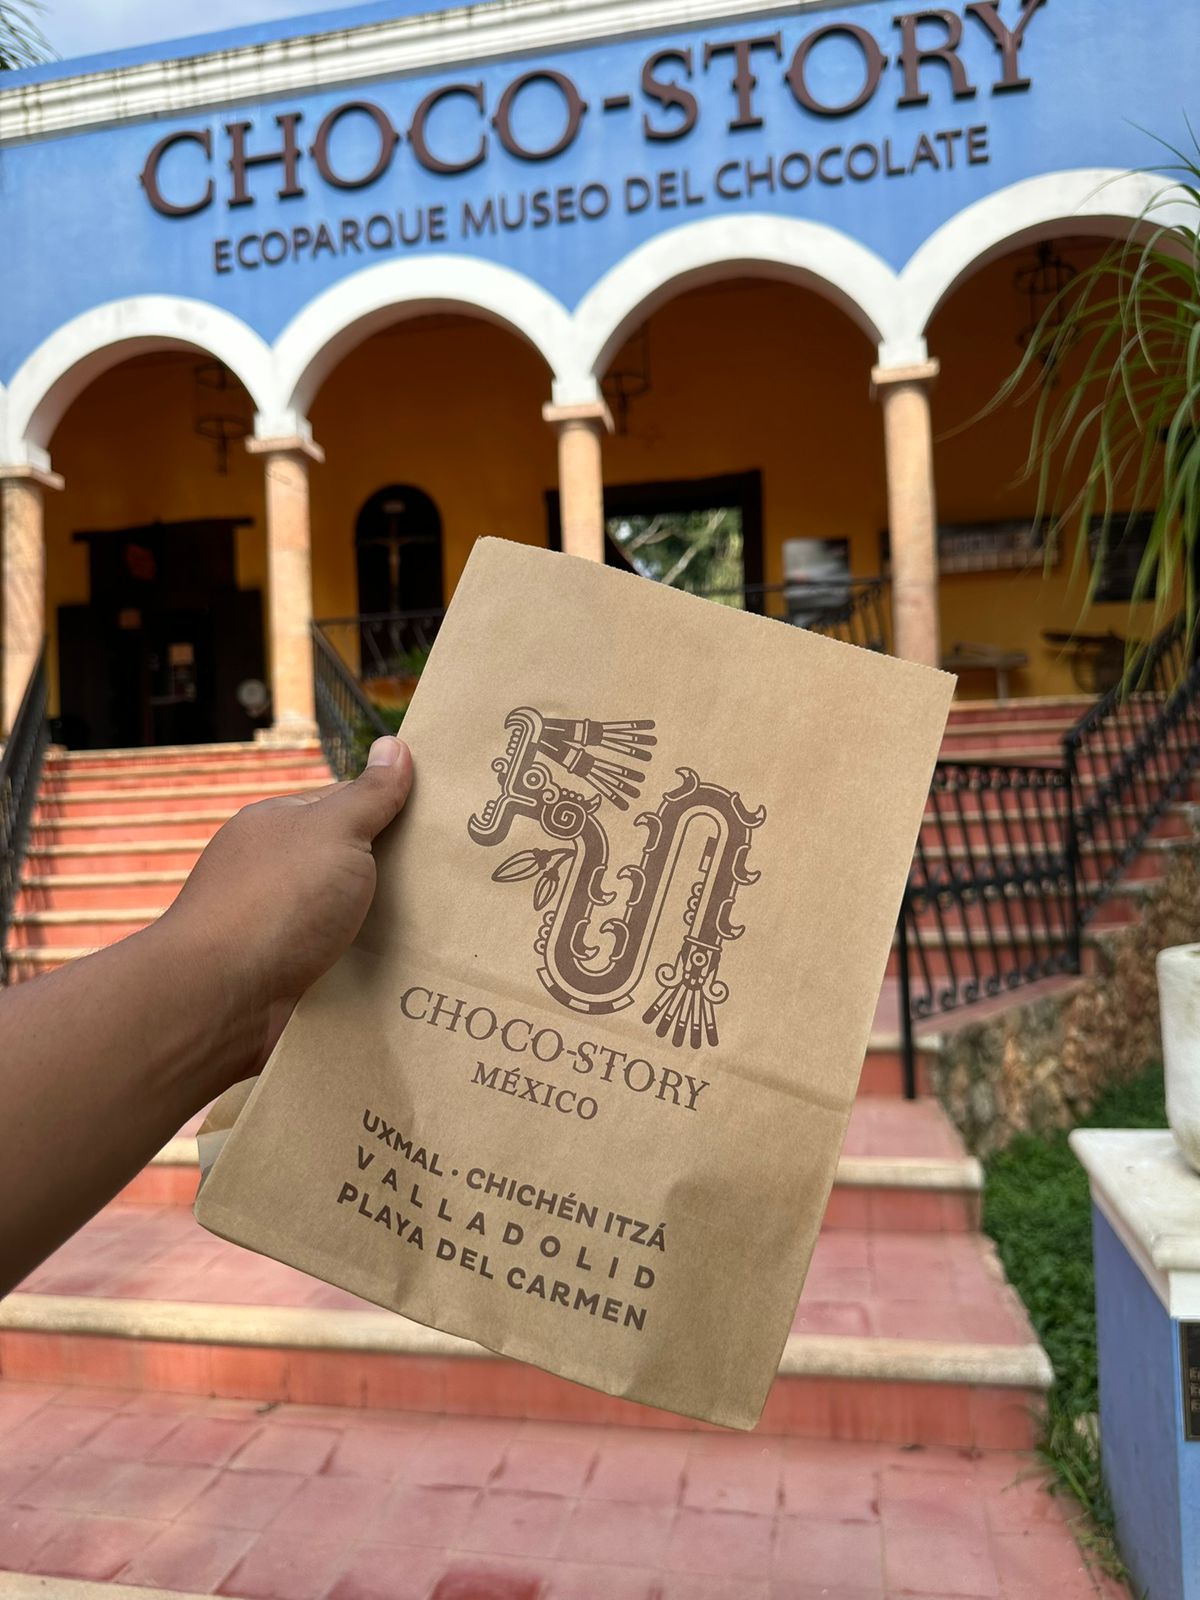 CHOCO-STORY
ECOPARQUE MUSEO DEL CHOCOLATE
CHOCO-STORY
MÉXICO
UXMAL · CHICHÉN ITZÁ
VALLADOLID
PLAYA DEL CARMEN